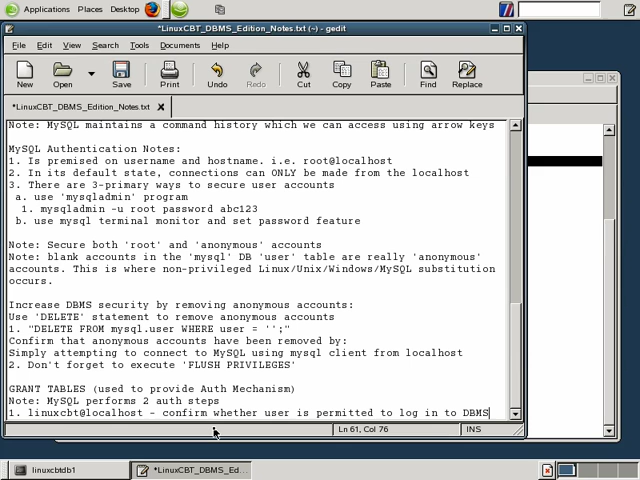 Applications Places Desktop
*LinuxCBT_DBMS_Edition_Notes.txt (~) - gedit
File Edit View Search Tools Documents Help
New Open Save Print Undo Redo Cut Copy Paste Find Replace
*LinuxCBT_DBMS_Edition_Notes.txt
Note: MySQL maintains a command history which we can access using arrow keys
MySQL Authentication Notes:
1. Is premised on username and hostname. i.e. root@localhost
2. In its default state, connections can ONLY be made from the localhost
3. There are 3-primary ways to secure user accounts
a. use 'mysqladmin' program
1. mysqladmin -u root password abc123
b. use mysql terminal monitor and set password feature
Note: Secure both 'root' and 'anonymous' accounts
Note: blank accounts in the 'mysql' DB 'user' table are really 'anonymous'
accounts. This is where non-privileged Linux/Unix/Windows/MySQL substitution
occurs.
Increase DBMS security by removing anonymous accounts:
Use 'DELETE' statement to remove anonymous accounts
1. "DELETE FROM mysql.user WHERE user = '';"
Confirm that anonymous accounts have been removed by:
Simply attempting to connect to MySQL using mysql client from localhost
2. Don't forget to execute 'FLUSH PRIVILEGES'
GRANT TABLES (used to provide Auth Mechanism)
Note: MySQL performs 2 auth steps
1. linuxcbt@localhost - confirm whether user is permitted to log in to DBMS
Ln 61, Col 76 INS
linuxcbtdb1 *LinuxCBT_DBMS_Ed...